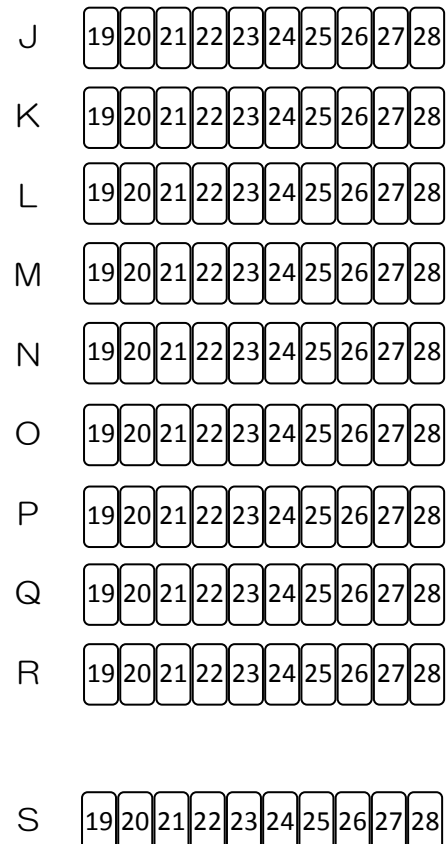 J 19 20 21 22 23 24 25 26 27 28
K 19 20 21 22 23 24 25 26 27 28
L 19 20 21 22 23 24 25 26 27 28
M 19 20 21 22 23 24 25 26 27 28
N 19 20 21 22 23 24 25 26 27 28
O 19 20 21 22 23 24 25 26 27 28
P 19 20 21 22 23 24 25 26 27 28
Q 19 20 21 22 23 24 25 26 27 28
R 19 20 21 22 23 24 25 26 27 28
S 19 20 21 22 23 24 25 26 27 28